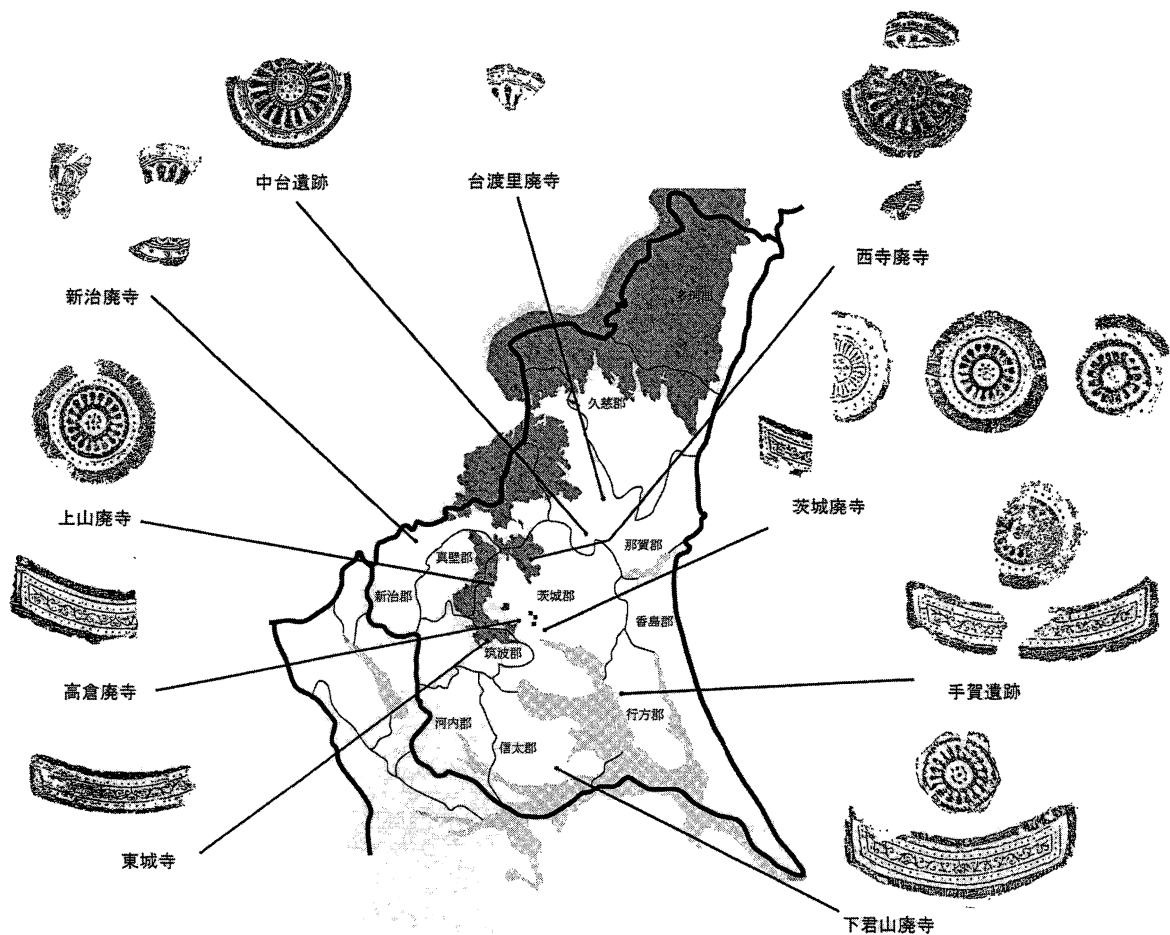 中台遺跡
台渡里廃寺
西寺廃寺
新治廃寺
多珂郡
久慈郡
上山廃寺
茨城廃寺
那賀郡
真壁郡
新治郡
茨城郡
香島郡
筑波郡
高倉廃寺
手賀遺跡
行方郡
河内郡
信太郡
東城寺
下君山廃寺